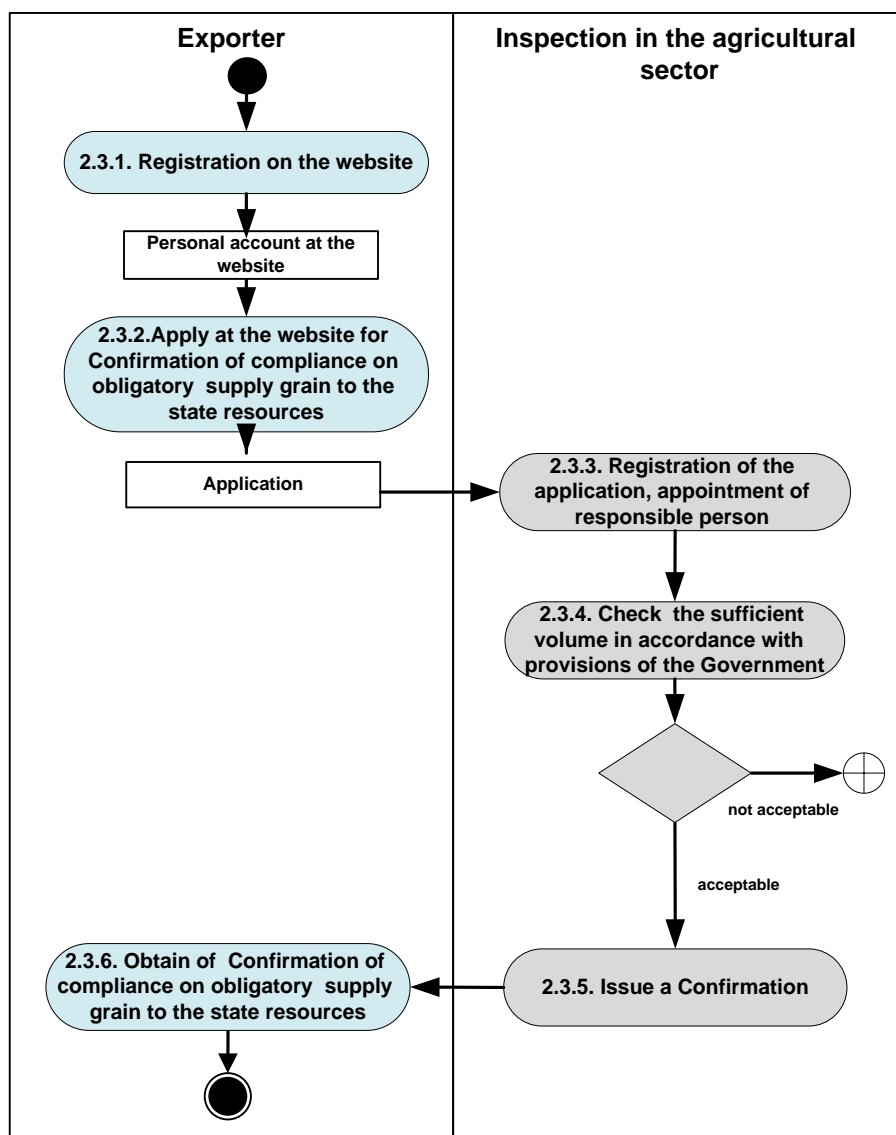 Exporter
Inspection in the agricultural
sector
2.3.1. Registration on the website
Personal account at the
website
2.3.2.Apply at the website for
Confirmation of compliance on
obligatory supply grain to the
state resources
Application
2.3.3. Registration of the
application, appointment of
responsible person
2.3.4. Check the sufficient
volume in accordance with
provisions of the Government
not acceptable
acceptable
2.3.6. Obtain of Confirmation of
compliance on obligatory supply
grain to the state resources
2.3.5. Issue a Confirmation